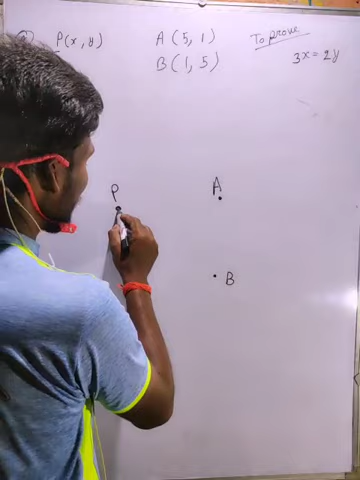 P(x, y) A (5, 1) To prove
B (1, 5) 3x = 2y
P A
B